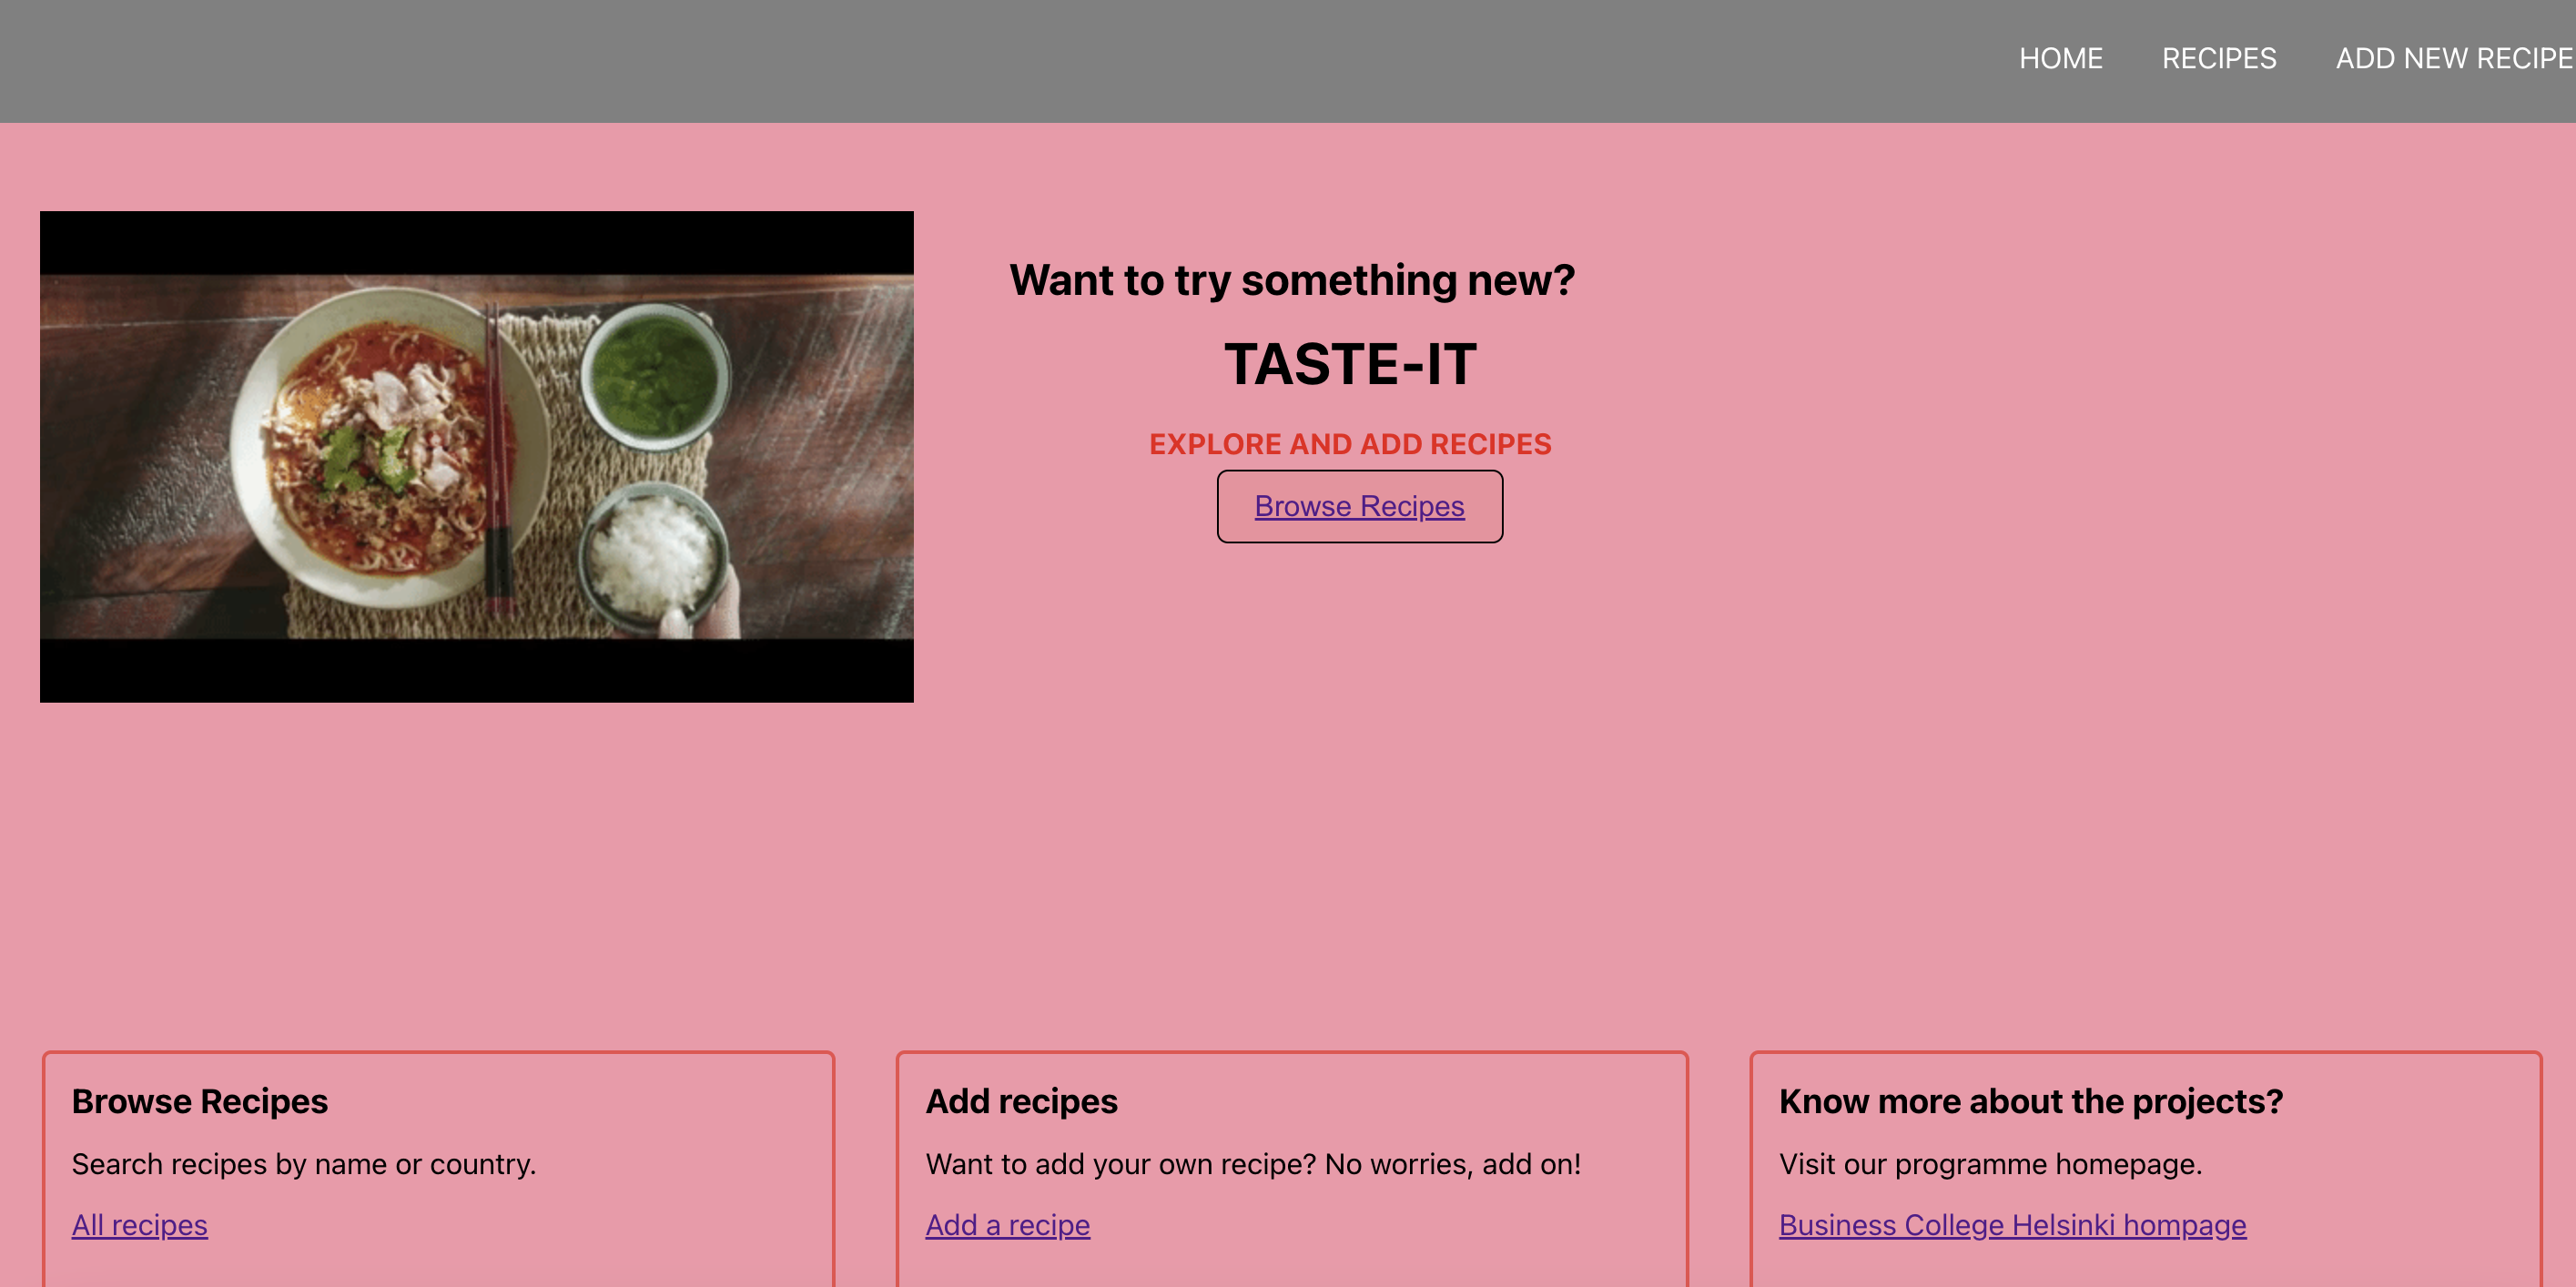 HOME RECIPES ADD NEW RECIPE
Want to try something new?
TASTE-IT
EXPLORE AND ADD RECIPES
Browse Recipes
Browse Recipes
Search recipes by name or country.
All recipes
Add recipes
Want to add your own recipe? No worries, add on!
Add a recipe
Know more about the projects?
Visit our programme homepage.
Business College Helsinki hompage